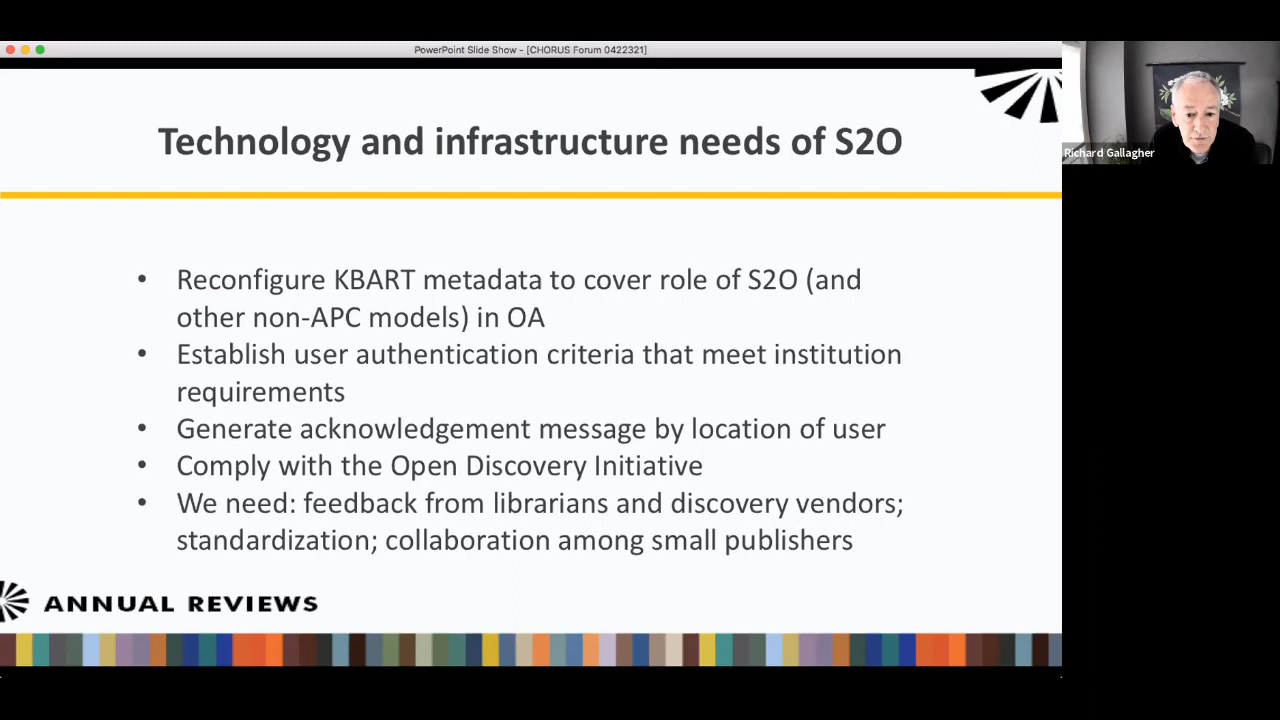 PowerPoint Slide Show - [CHORUS Forum 0422321]
Technology and infrastructure needs of S2O
Richard Gallagher
• Reconfigure KBART metadata to cover role of S2O (and
other non-APC models) in OA
• Establish user authentication criteria that meet institution
requirements
• Generate acknowledgement message by location of user
• Comply with the Open Discovery Initiative
• We need: feedback from librarians and discovery vendors;
standardization; collaboration among small publishers
ANNUAL REVIEWS